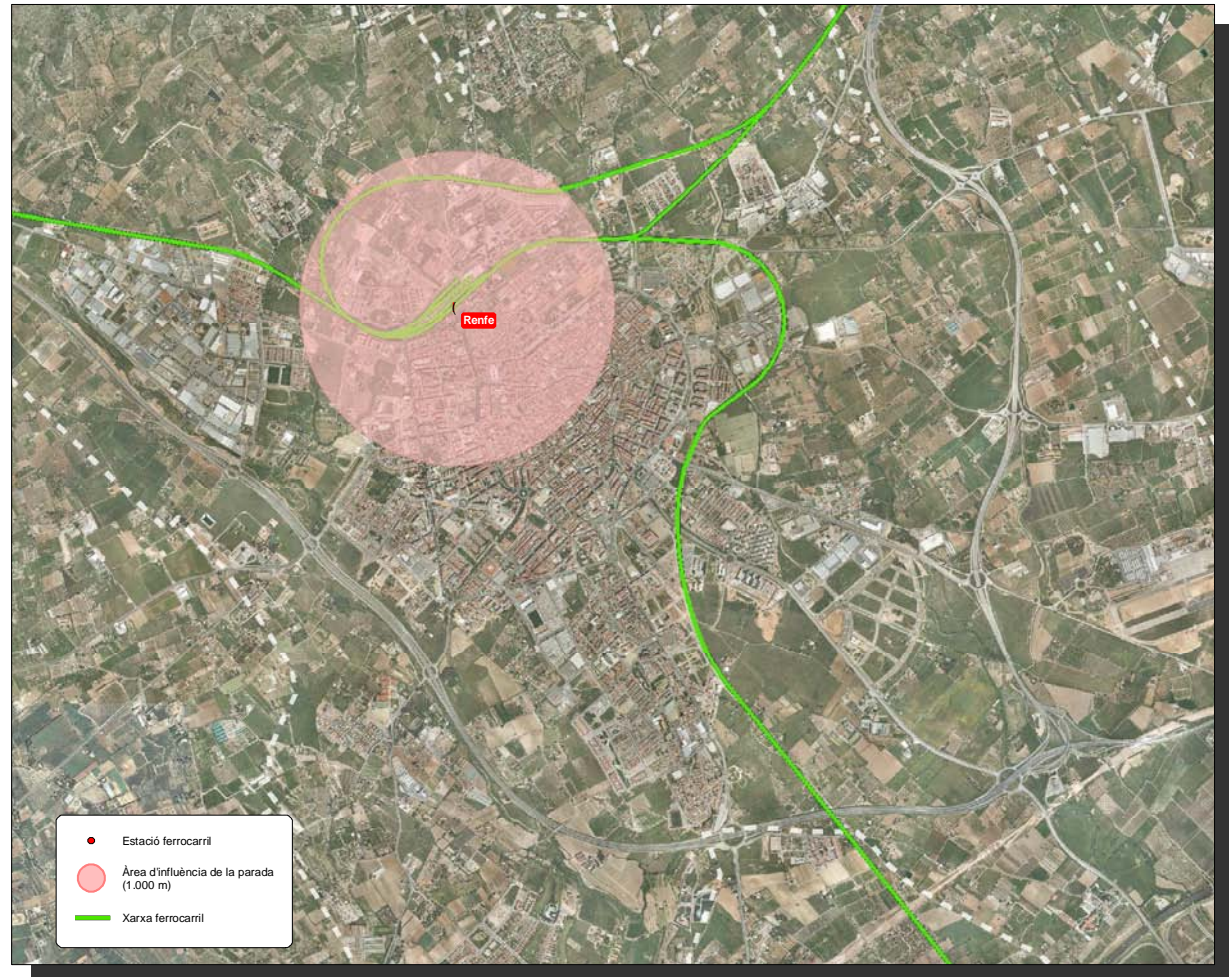 Renfe
Estació ferrocarril
Àrea d'influència de la parada
(1.000 m)
Xarxa ferrocarril